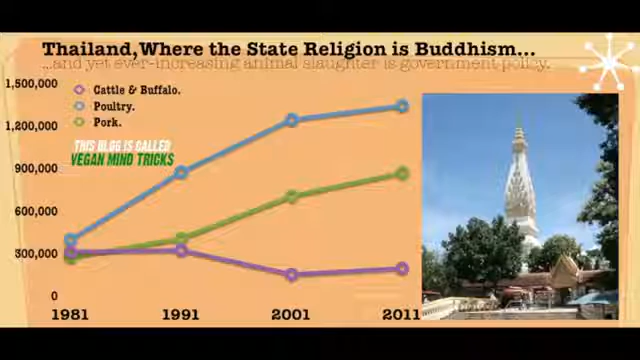 Thailand, Where the State Religion is Buddhism...
...and yet ever-increasing animal slaughter is government policy.
1,500,000
Cattle & Buffalo.
Poultry.
1,200,000
Pork.
THIS BLOG IS CALLED
VEGAN MIND TRICKS
900,000
600,000
300,000
0
1981 1991 2001 2011